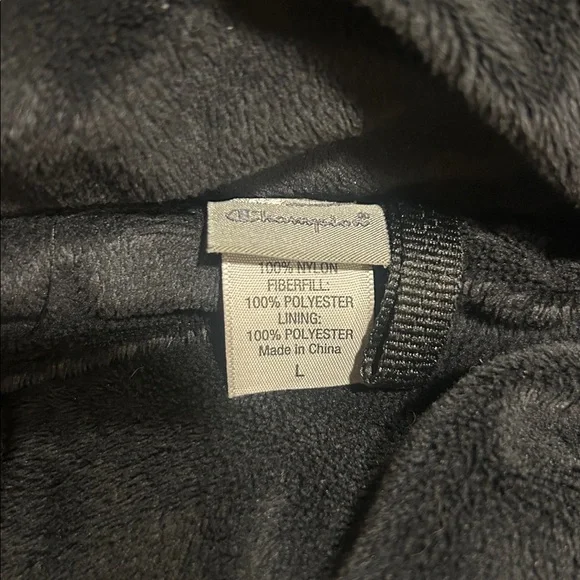 Champion®
100% NYLON
FIBERFILL:
100% POLYESTER
LINING:
100% POLYESTER
Made in China
L